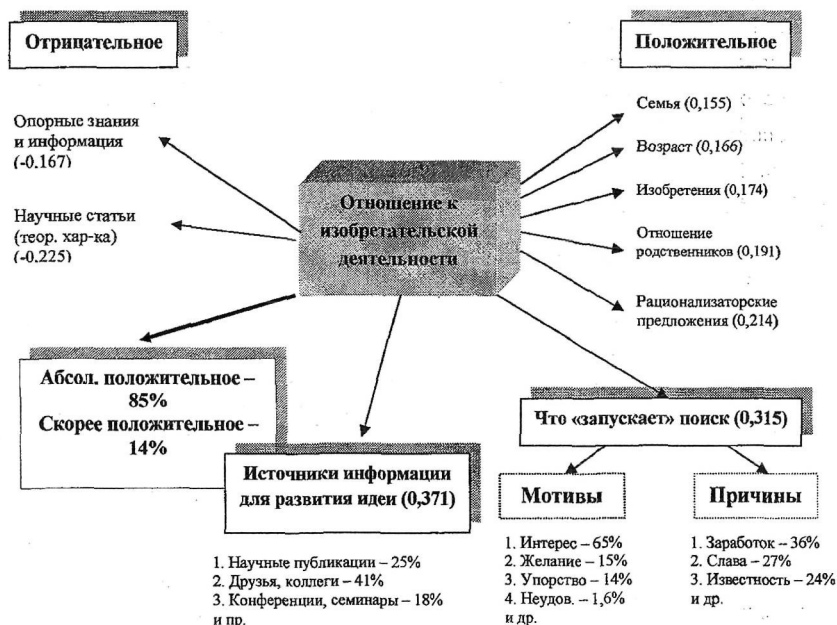 Отрицательное
Положительное
Опорные знания
и информация
(-0.167)
Научные статьи
(теор. хар-ка)
(-0.225)
Отношение к
изобретательской
деятельности
Семья (0,155)
Возраст (0,166)
Изобретения (0,174)
Отношение
родственников (0,191)
Рационализаторские
предложения (0,214)
Абсол. положительное –
85%
Скорее положительное –
14%
Источники информации
для развития идеи (0,371)
1. Научные публикации – 25%
2. Друзья, коллеги – 41%
3. Конференции, семинары – 18%
и пр.
Что «запускает» поиск (0,315)
Мотивы
1. Интерес – 65%
2. Желание – 15%
3. Упорство – 14%
4. Неудов. – 1,6%
и др.
Причины
1. Заработок – 36%
2. Слава – 27%
3. Известность – 24%
и др.